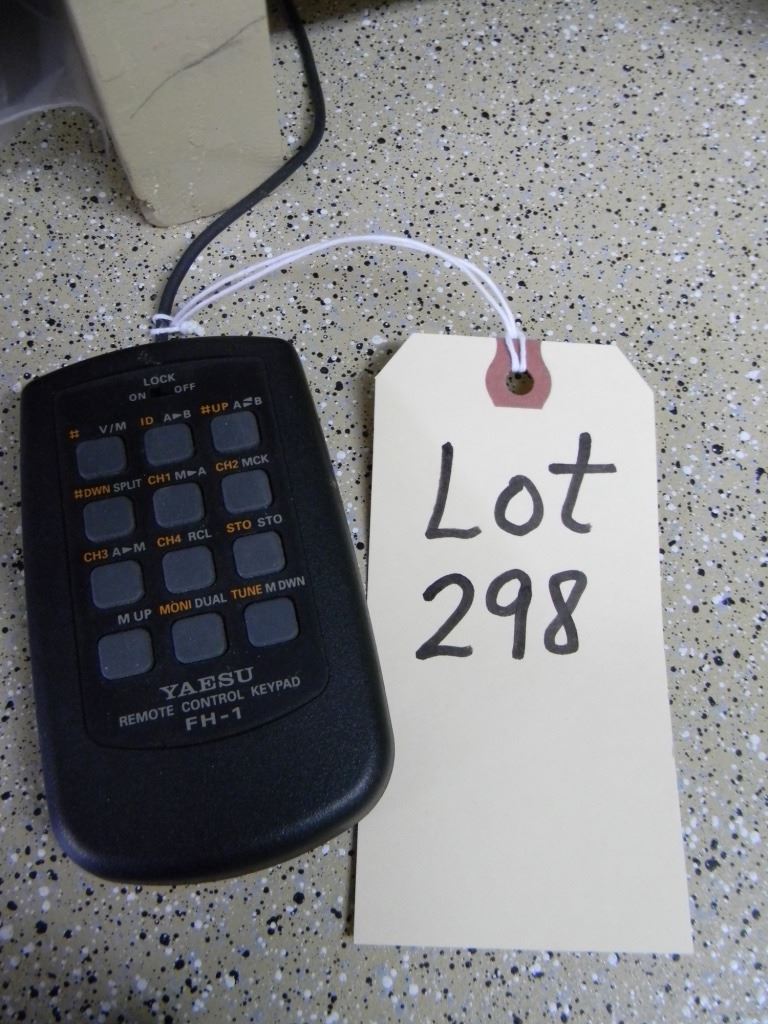 LOCK
ON OFF
# V/M ID A►B #UP A⇄B
#DWN SPLIT CH1 M►A CH2 MCK
CH3 A►M CH4 RCL STO STO
M UP MONI DUAL TUNE M DWN
YAESU
REMOTE CONTROL KEYPAD
FH-1
Lot
298